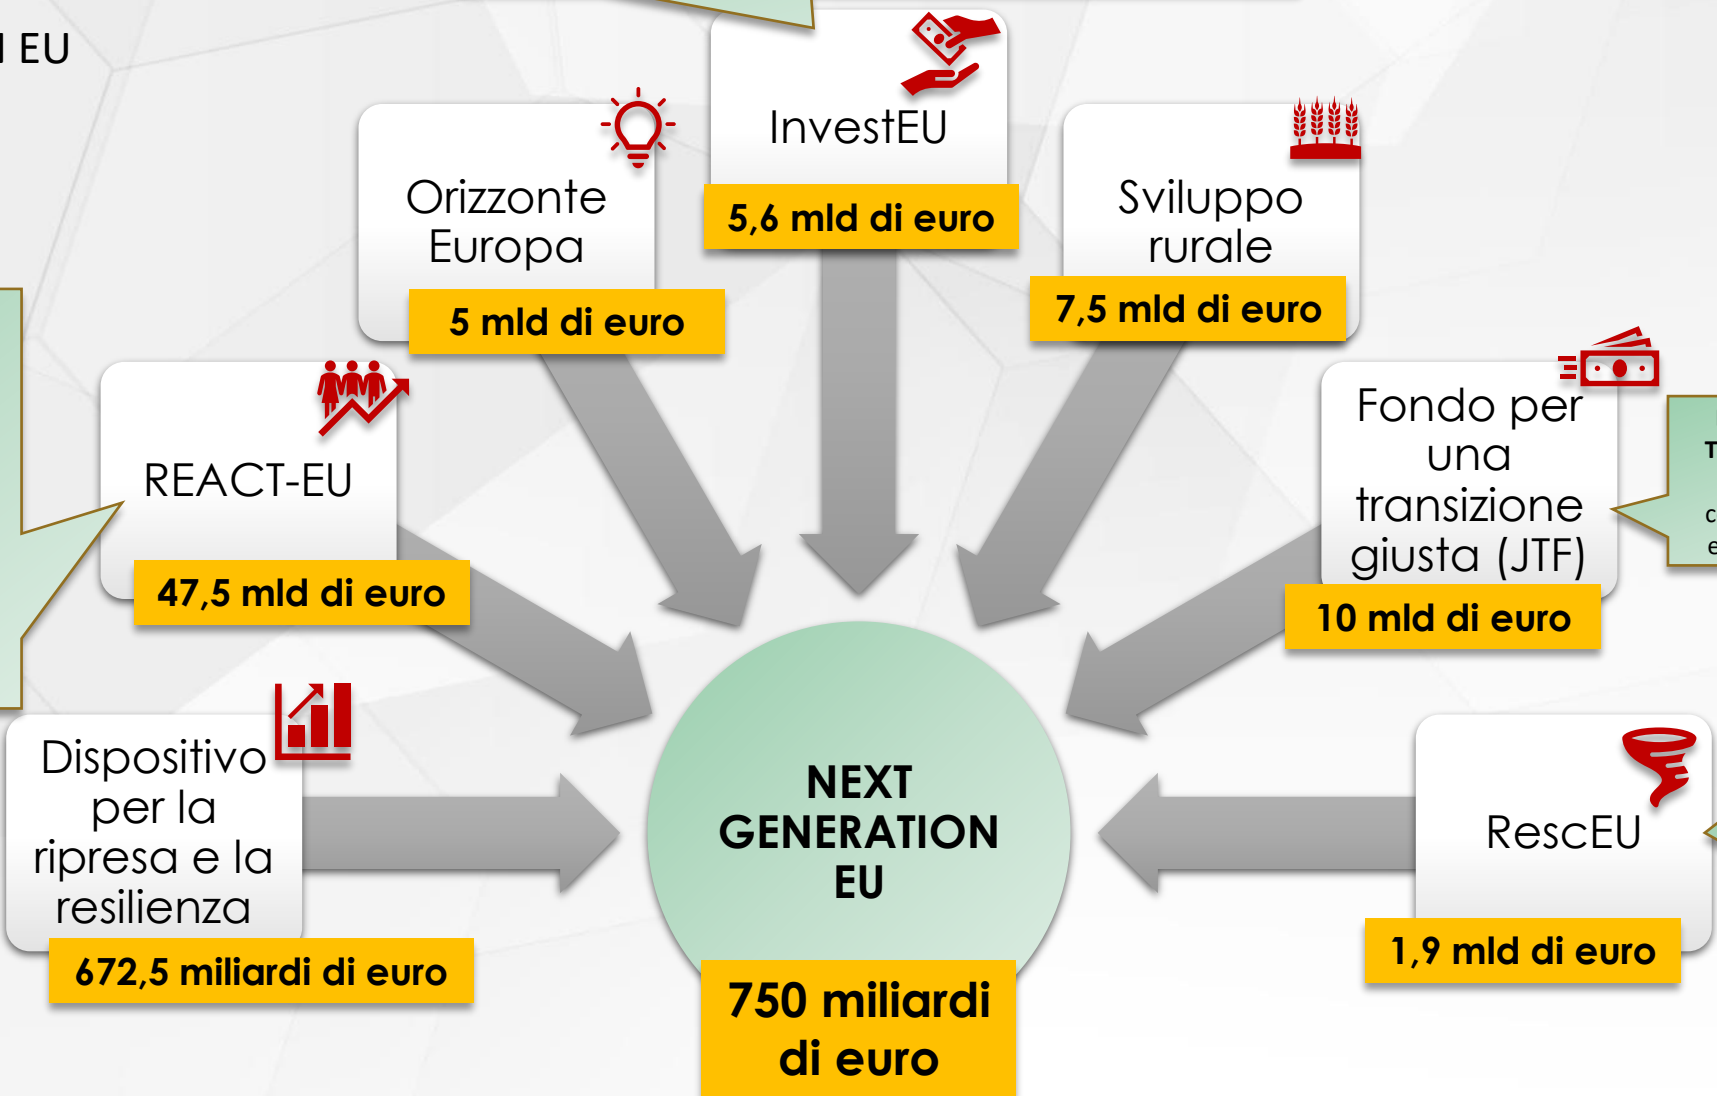 EU
InvestEU
5,6 mld di euro
Orizzonte
Europa
5 mld di euro
Sviluppo
rurale
7,5 mld di euro
REACT-EU
47,5 mld di euro
Fondo per
una
transizione
giusta (JTF)
10 mld di euro
Dispositivo
per la
ripresa e la
resilienza
672,5 miliardi di euro
NEXT
GENERATION
EU
750 miliardi
di euro
RescEU
1,9 mld di euro